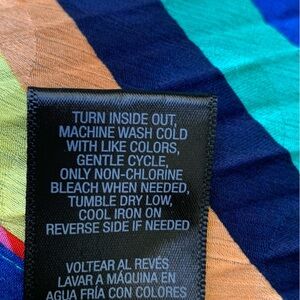 TURN INSIDE OUT,
MACHINE WASH COLD
WITH LIKE COLORS,
GENTLE CYCLE,
ONLY NON-CHLORINE
BLEACH WHEN NEEDED,
TUMBLE DRY LOW,
COOL IRON ON
REVERSE SIDE IF NEEDED
VOLTEAR AL REVÉS
LAVAR A MÁQUINA EN
AGUA FRÍA CON COLORES